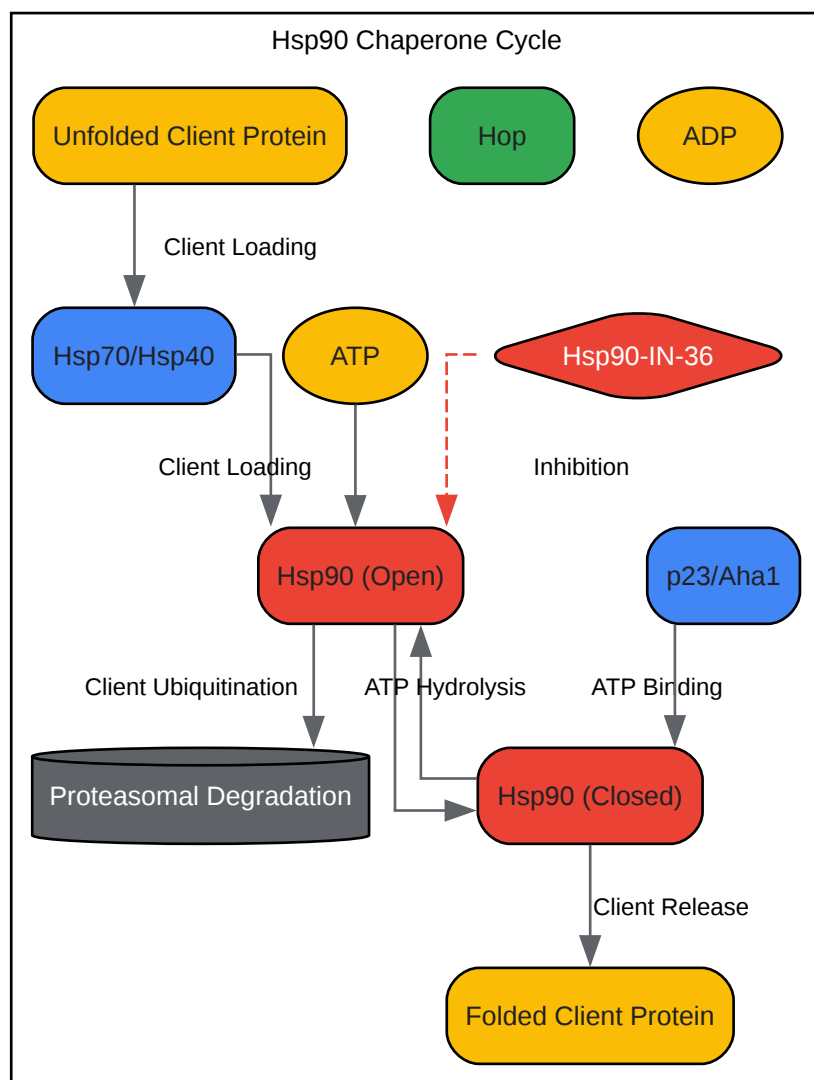 Hsp90 Chaperone Cycle
Unfolded Client Protein
Hop
ADP
Client Loading
Hsp70/Hsp40
ATP
Hsp90-IN-36
Client Loading
Inhibition
Hsp90 (Open)
p23/Aha1
Client Ubiquitination
ATP Hydrolysis
ATP Binding
Proteasomal Degradation
Hsp90 (Closed)
Client Release
Folded Client Protein